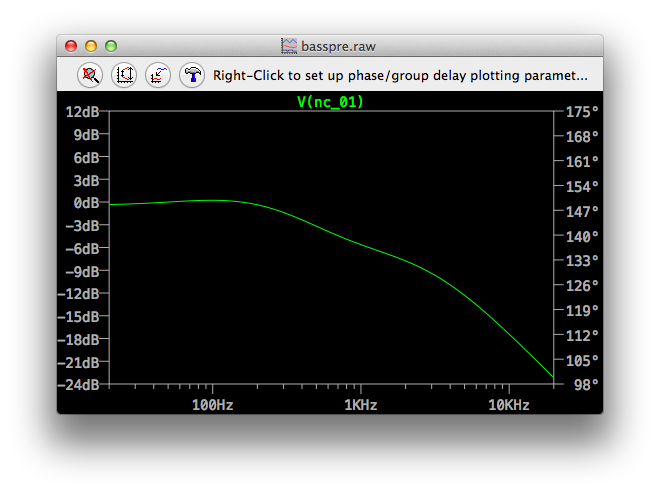 basspre.raw
Right-Click to set up phase/group delay plotting paramet...
V(nc_01)
12dB 175°
9dB 168°
6dB 161°
3dB 154°
0dB 147°
-3dB 140°
-6dB 133°
-9dB 126°
-12dB 119°
-15dB 112°
-18dB 105°
-21dB 98°
-24dB
100Hz 1KHz 10KHz